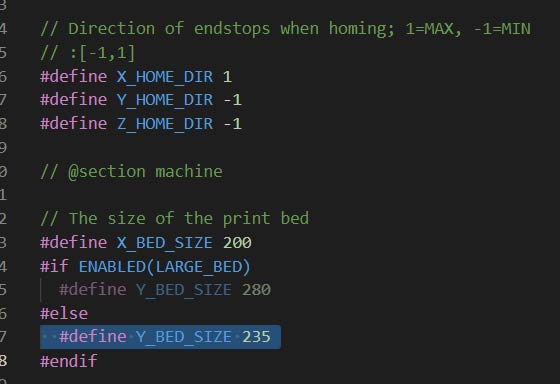 3
4 // Direction of endstops when homing; 1=MAX, -1=MIN
5 // :[-1,1]
6 #define X_HOME_DIR 1
7 #define Y_HOME_DIR -1
8 #define Z_HOME_DIR -1
9
0 // @section machine
1
2 // The size of the print bed
3 #define X_BED_SIZE 200
4 #if ENABLED(LARGE_BED)
5 #define Y_BED_SIZE 280
6 #else
7 #define Y_BED_SIZE 235
8 #endif